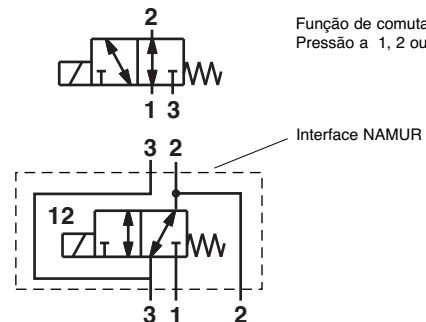 2
Função de comuta
Pressão a 1, 2 ou
1 3
Interface NAMUR
3 2
12
3 1 2